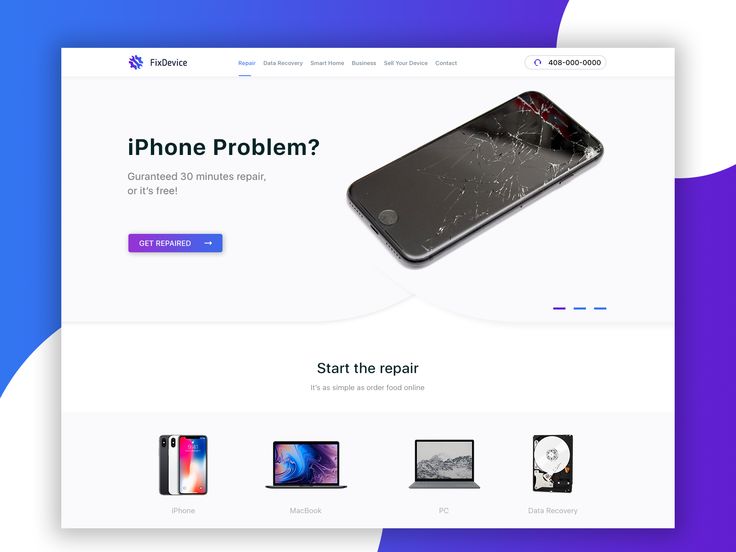 FixDevice
Repair Data Recovery Smart Home Business Sell Your Device Contact
408-000-0000
iPhone Problem?
Guranteed 30 minutes repair,
or it's free!
GET REPAIRED →
Start the repair
It's as simple as order food online
iPhone MacBook PC Data Recovery